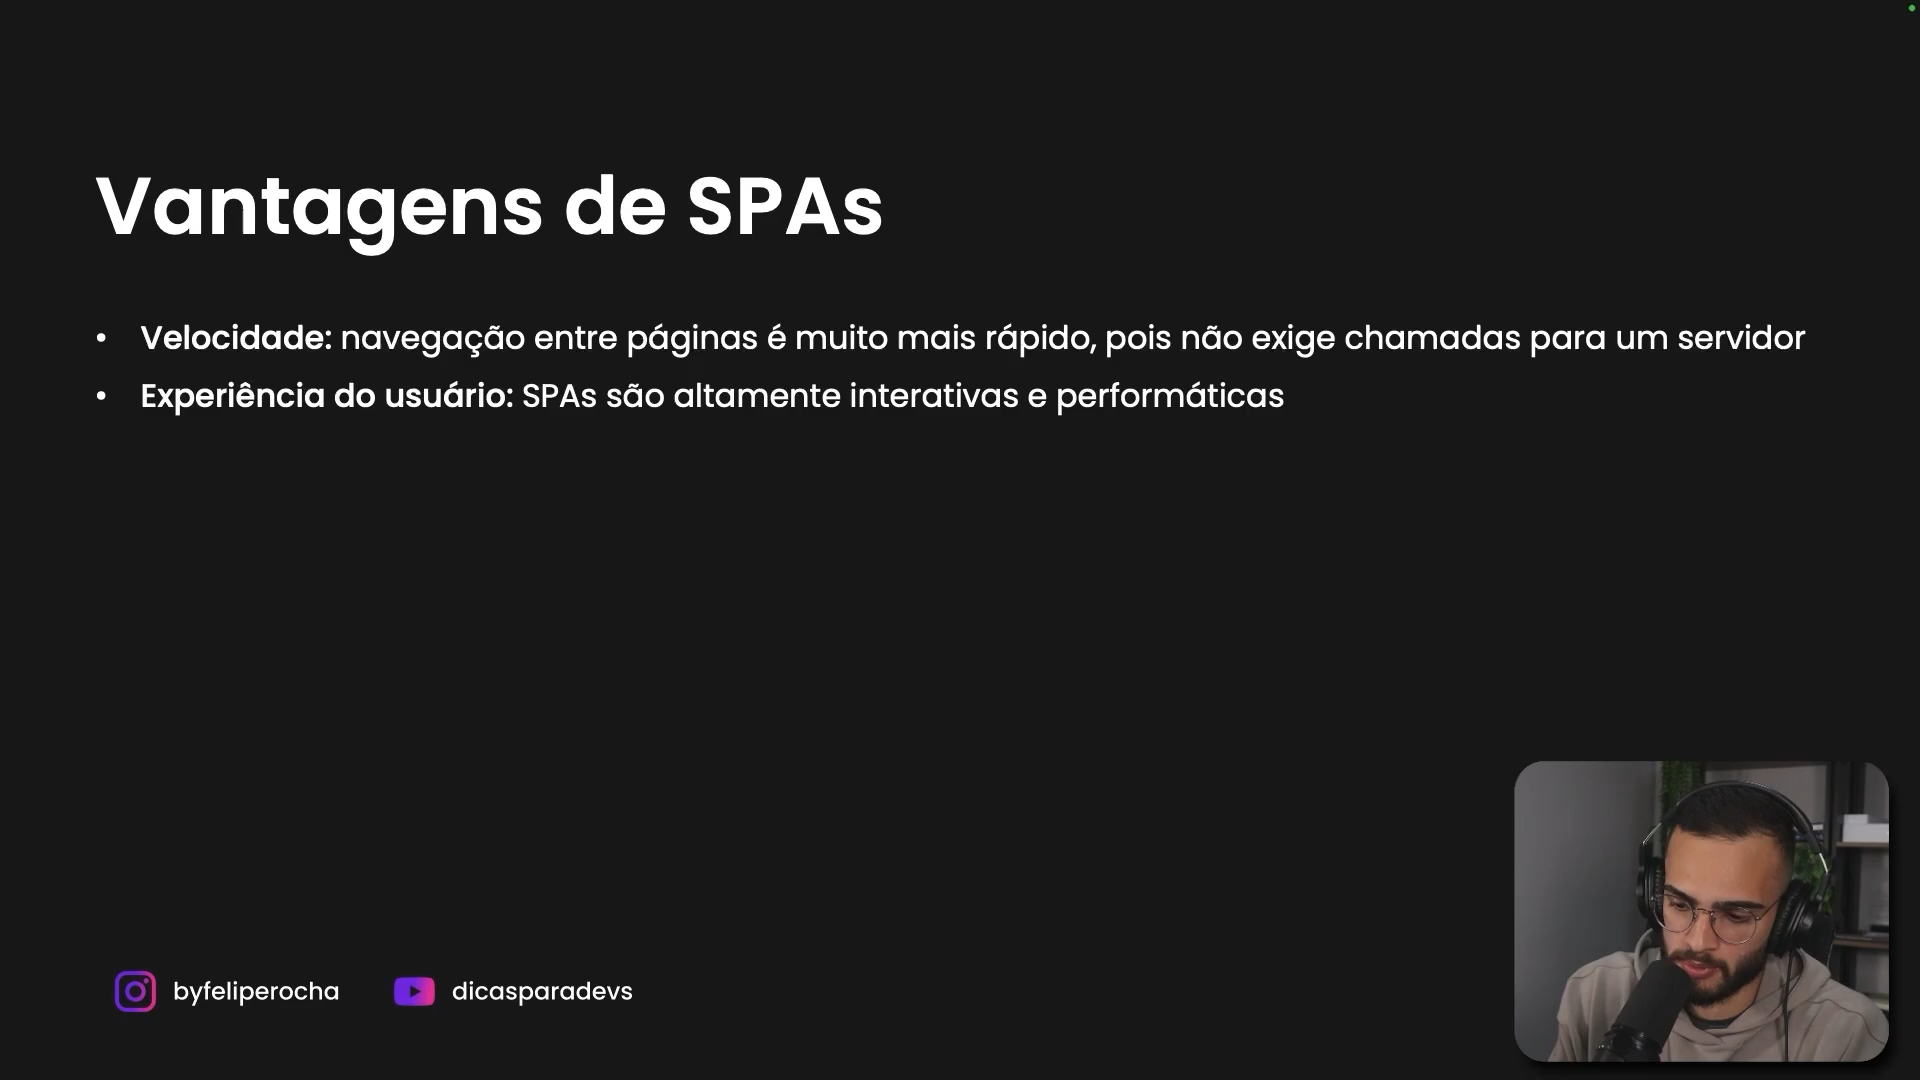 Vantagens de SPAs
• Velocidade: navegação entre páginas é muito mais rápido, pois não exige chamadas para um servidor
• Experiência do usuário: SPAs são altamente interativas e performáticas
byfeliperocha
dicasparadevs